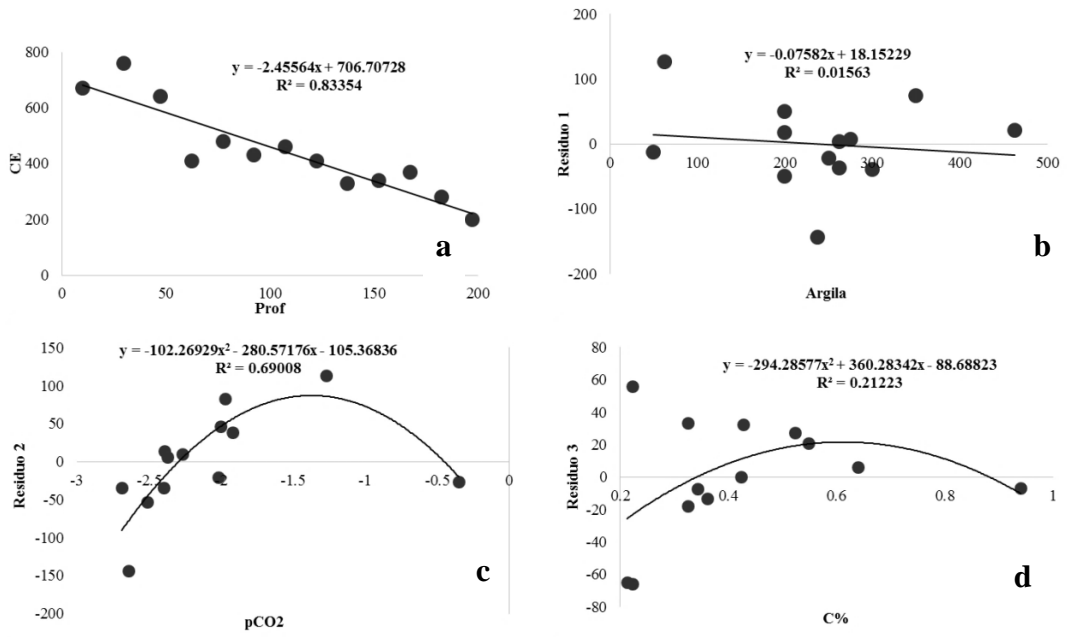 800
600
400
200
0
CE
y = -2.45564x + 706.70728
R² = 0.83354
a
0 50 100 150 200
Prof
200
100
0
-100
-200
Residuo 1
y = -0.07582x + 18.15229
R² = 0.01563
0 100 200 300 400 500
b
Argila
150
100
50
0
-50
-100
-150
-200
Residuo 2
y = -102.26929x² - 280.57176x - 105.36836
R² = 0.69008
-3 -2.5 -2 -1.5 -1 -0.5 0
c
pCO2
80
60
40
20
0
-20
-40
-60
-80
Residuo 3
y = -294.28577x² + 360.28342x - 88.68823
R² = 0.21223
0.2 0.4 0.6 0.8 1
d
C%